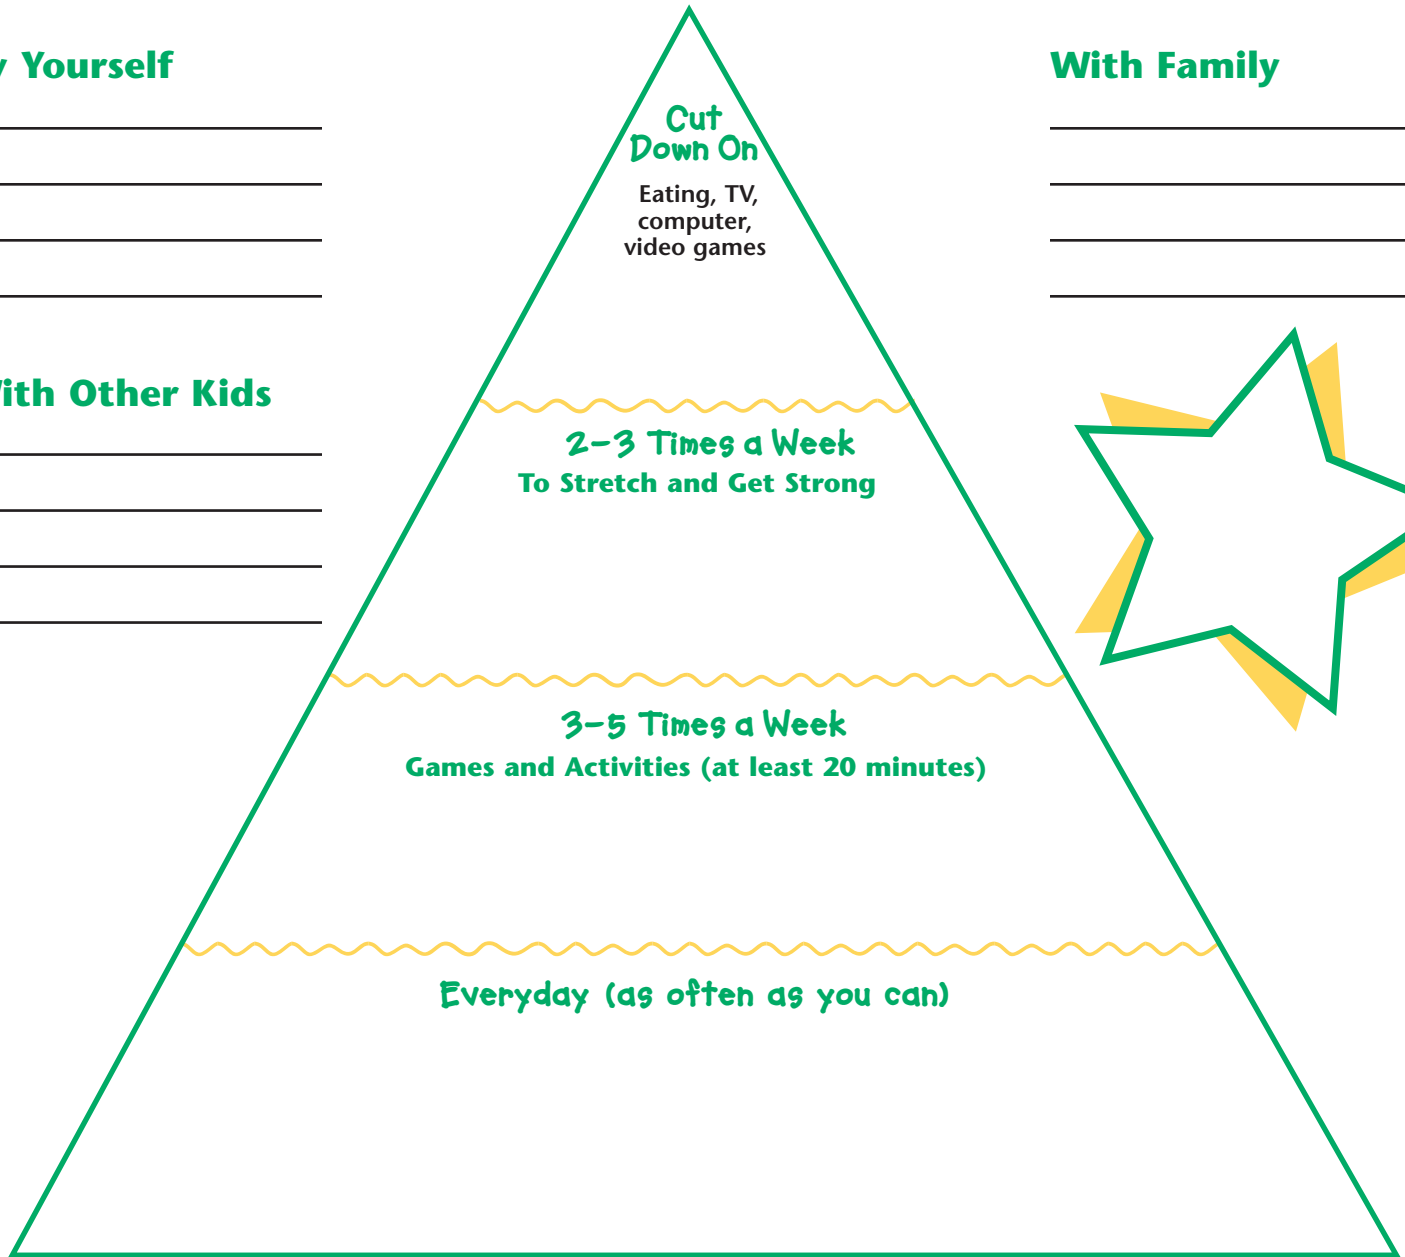 y Yourself
With Family
Cut
Down On
Eating, TV,
computer,
video games
ith Other Kids
2-3 Times a Week
To Stretch and Get Strong
3-5 Times a Week
Games and Activities (at least 20 minutes)
Everyday (as often as you can)